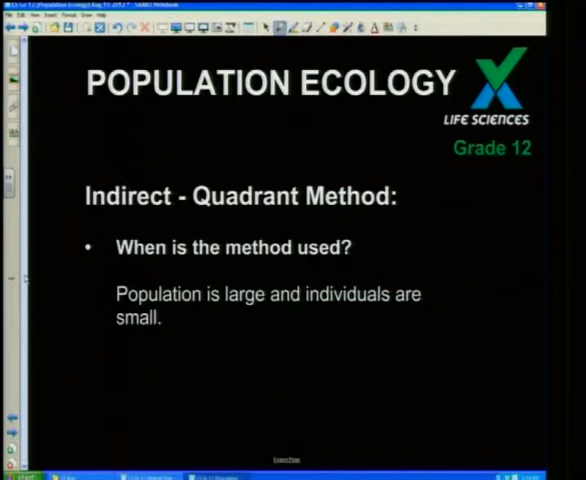 POPULATION ECOLOGY
LIFE SCIENCES
Grade 12
Indirect - Quadrant Method:
• When is the method used?
Population is large and individuals are
small.